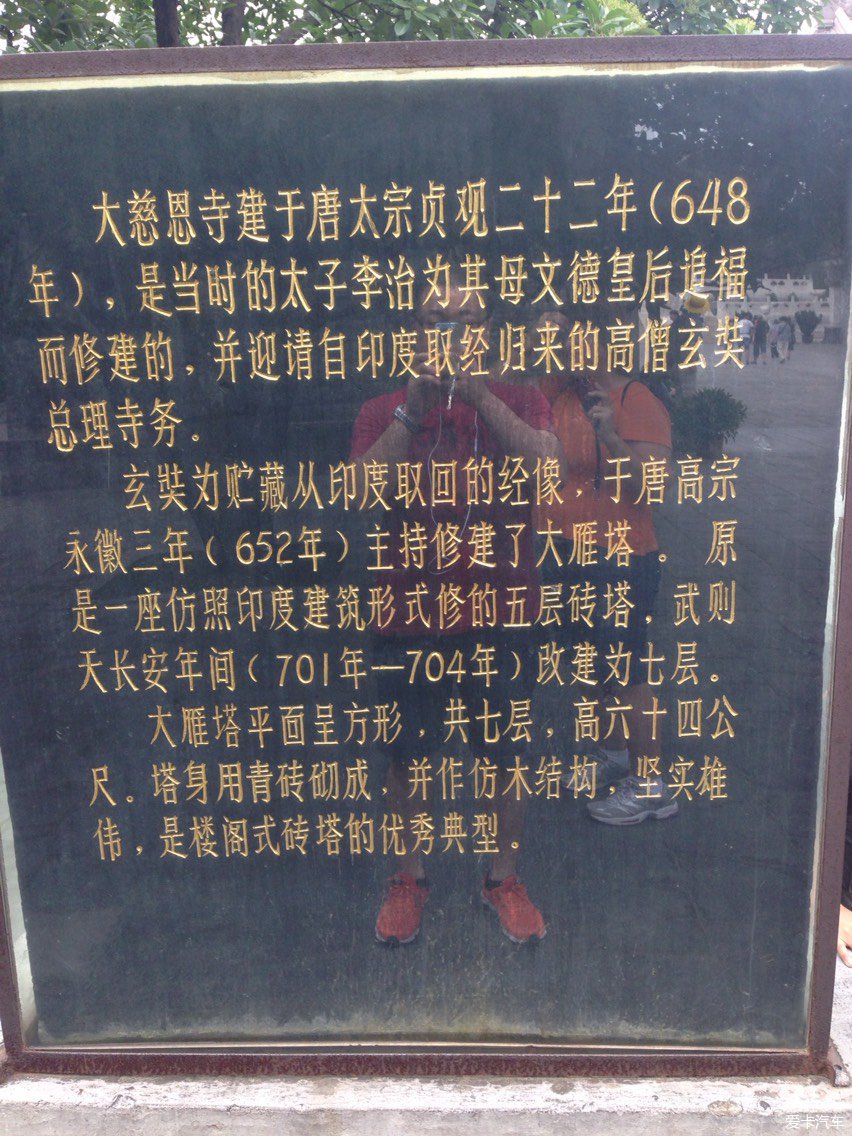 大慈恩寺建于唐太宗贞观二十二年（648
年），是当时的太子李治为其母文德皇后追福
而修建的，并迎请自印度取经归来的高僧玄奘
总理寺务。
玄奘为贮藏从印度取回的经像，于唐高宗
永徽三年（652年）主持修建了大雁塔。原
是一座仿照印度建筑形式修的五层砖塔，武则
天长安年间（701年—704年）改建为七层。
大雁塔平面呈方形，共七层，高六十四公
尺。塔身用青砖砌成，并作仿木结构，坚实雄
伟，是楼阁式砖塔的优秀典型。
爱卡汽车